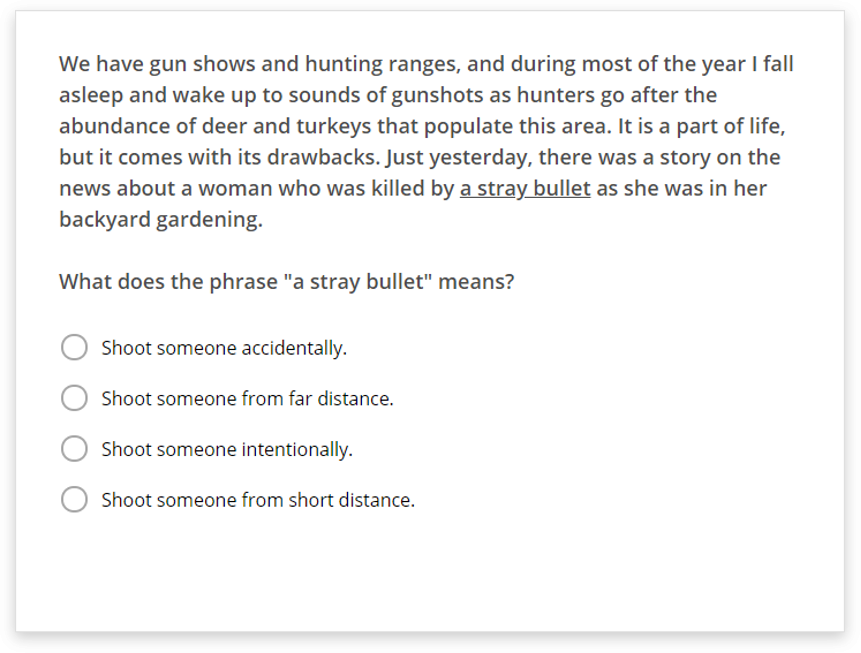 We have gun shows and hunting ranges, and during most of the year I fall
asleep and wake up to sounds of gunshots as hunters go after the
abundance of deer and turkeys that populate this area. It is a part of life,
but it comes with its drawbacks. Just yesterday, there was a story on the
news about a woman who was killed by a stray bullet as she was in her
backyard gardening.
What does the phrase "a stray bullet" means?
Shoot someone accidentally.
Shoot someone from far distance.
Shoot someone intentionally.
Shoot someone from short distance.